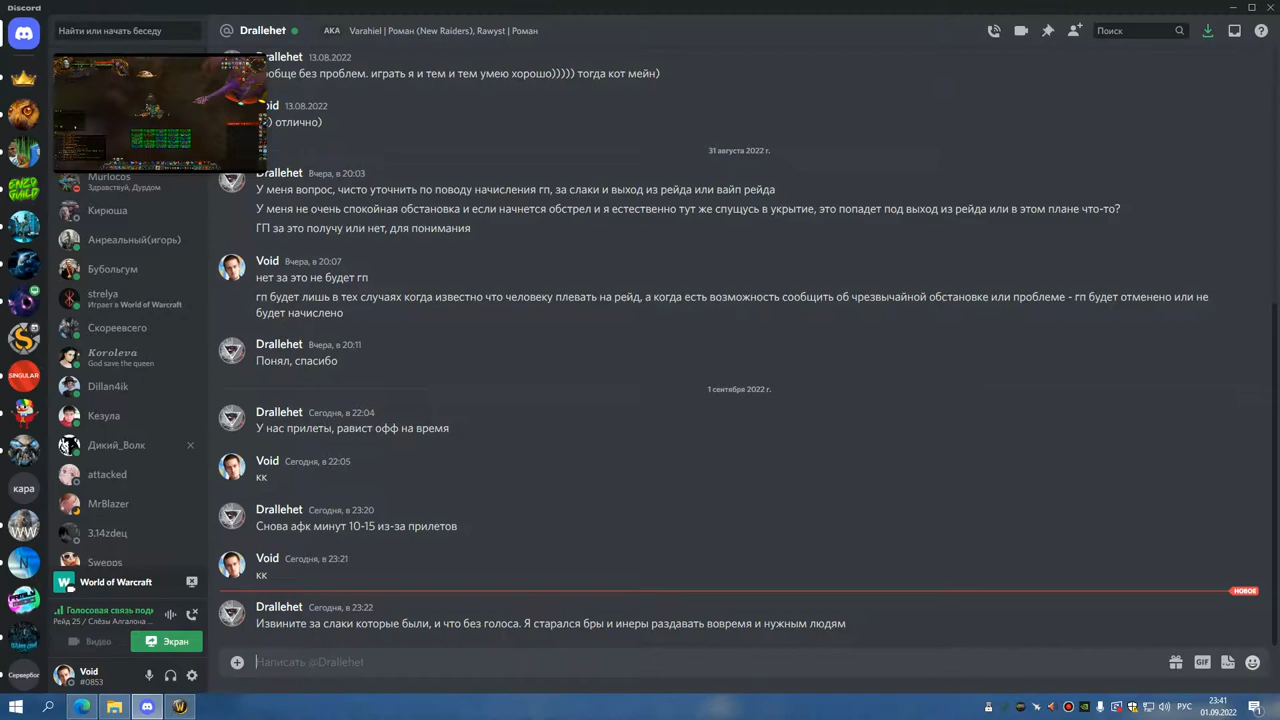 Discord
Найти или начать беседу
Drallehet
AKA
Varahiel | Роман (New Raiders), Rawyst | Роман
Поиск
Drallehet 13.08.2022
обще без проблем. играть я и тем и тем умею хорошо))))) тогда кот мейн)
13.08.2022
) отлично)
31 августа 2022 г.
Drallehet Вчера, в 20:03
У меня вопрос, чисто уточнить по поводу начисления гп, за слаки и выход из рейда или вайп рейда
У меня не очень спокойная обстановка и если начнется обстрел и я естественно тут же спущусь в укрытие, это попадет под выход из рейда или в этом плане что-то?
ГП за это получу или нет, для понимания
Void Вчера, в 20:07
нет за это не будет гп
гп будет лишь в тех случаях когда известно что человеку плевать на рейд, а когда есть возможность сообщить об чрезвычайной обстановке или проблеме - гп будет отменено или не
будет начислено
Drallehet Вчера, в 20:11
Понял, спасибо
1 сентября 2022 г.
Drallehet Сегодня, в 22:04
У нас прилеты, равист офф на время
Void Сегодня, в 22:05
кк
Drallehet Сегодня, в 23:20
Снова афк минут 10-15 из-за прилетов
Void Сегодня, в 23:21
кк
НОВОЕ
Drallehet Сегодня, в 23:22
Извините за слаки которые были, и что без голоса. Я старался бры и инеры раздавать вовремя и нужным людям
Написать @Drallehet
GIF
Murlocos
Здравствуй, Дурдом
Кирюша
Анреальный(игорь)
Бубольгум
strelya
Играет в World of Warcraft
Скореевсего
Koroleva
God save the queen
Dillan4ik
Кезула
Дикий_Волк
attacked
MrBlazer
3.14zdец
Swepps
World of Warcraft
Голосовая связь подк
Рейд 25 / Слёзы Алгалона
Видео
Экран
Void
#0853
ENZO
GUILD
SINGULAR
кара
WW
Сервербог
РУС
23:41
01.09.2022